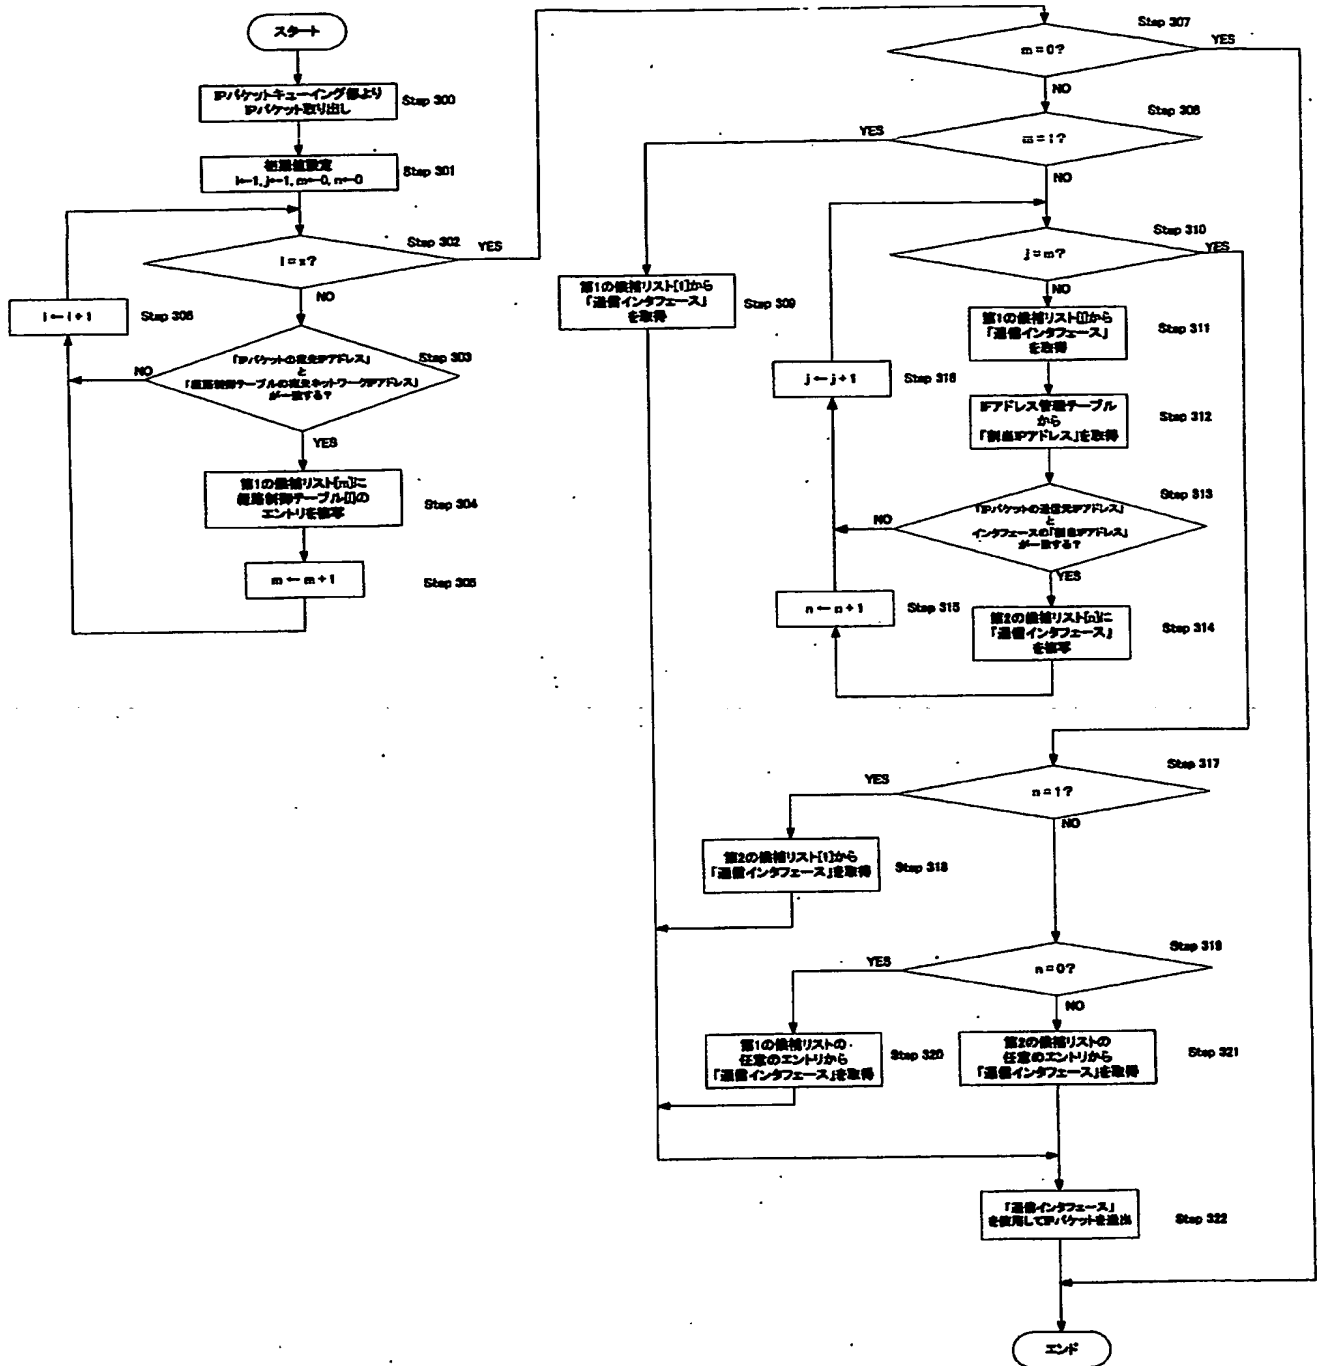 スタート
IPパケットキューイング部より
IPパケット取り出し
Step 300
初期値設定
i←1, j←1, m←0, n←0
Step 301
Step 302
i = x?
YES
NO
i ← i + 1
Step 306
「IPパケットの宛先IPアドレス」
と
「経路制御テーブルの宛先ネットワークIPアドレス」
が一致する?
Step 303
NO
YES
第1の候補リスト[m]に
経路制御テーブル[i]の
エントリを複写
Step 304
m ← m + 1
Step 305
Step 307
m = 0?
YES
NO
Step 308
m = 1?
YES
NO
第1の候補リスト[1]から
「通信インタフェース」
を取得
Step 309
Step 310
j = m?
YES
NO
第1の候補リスト[j]から
「通信インタフェース」
を取得
Step 311
j ← j + 1
Step 316
IFアドレス管理テーブル
から
「割当IPアドレス」を取得
Step 312
Step 313
「IPパケットの送信元IPアドレス」
と
インタフェースの「割当IPアドレス」
が一致する?
NO
YES
n ← n + 1
Step 315
第2の候補リスト[n]に
「通信インタフェース」
を複写
Step 314
Step 317
n = 1?
YES
NO
第2の候補リスト[1]から
「通信インタフェース」を取得
Step 318
Step 319
n = 0?
YES
NO
第1の候補リストの
任意のエントリから
「通信インタフェース」を取得
Step 320
第2の候補リストの
任意のエントリから
「通信インタフェース」を取得
Step 321
「通信インタフェース」
を使用してIPパケットを送出
Step 322
エンド